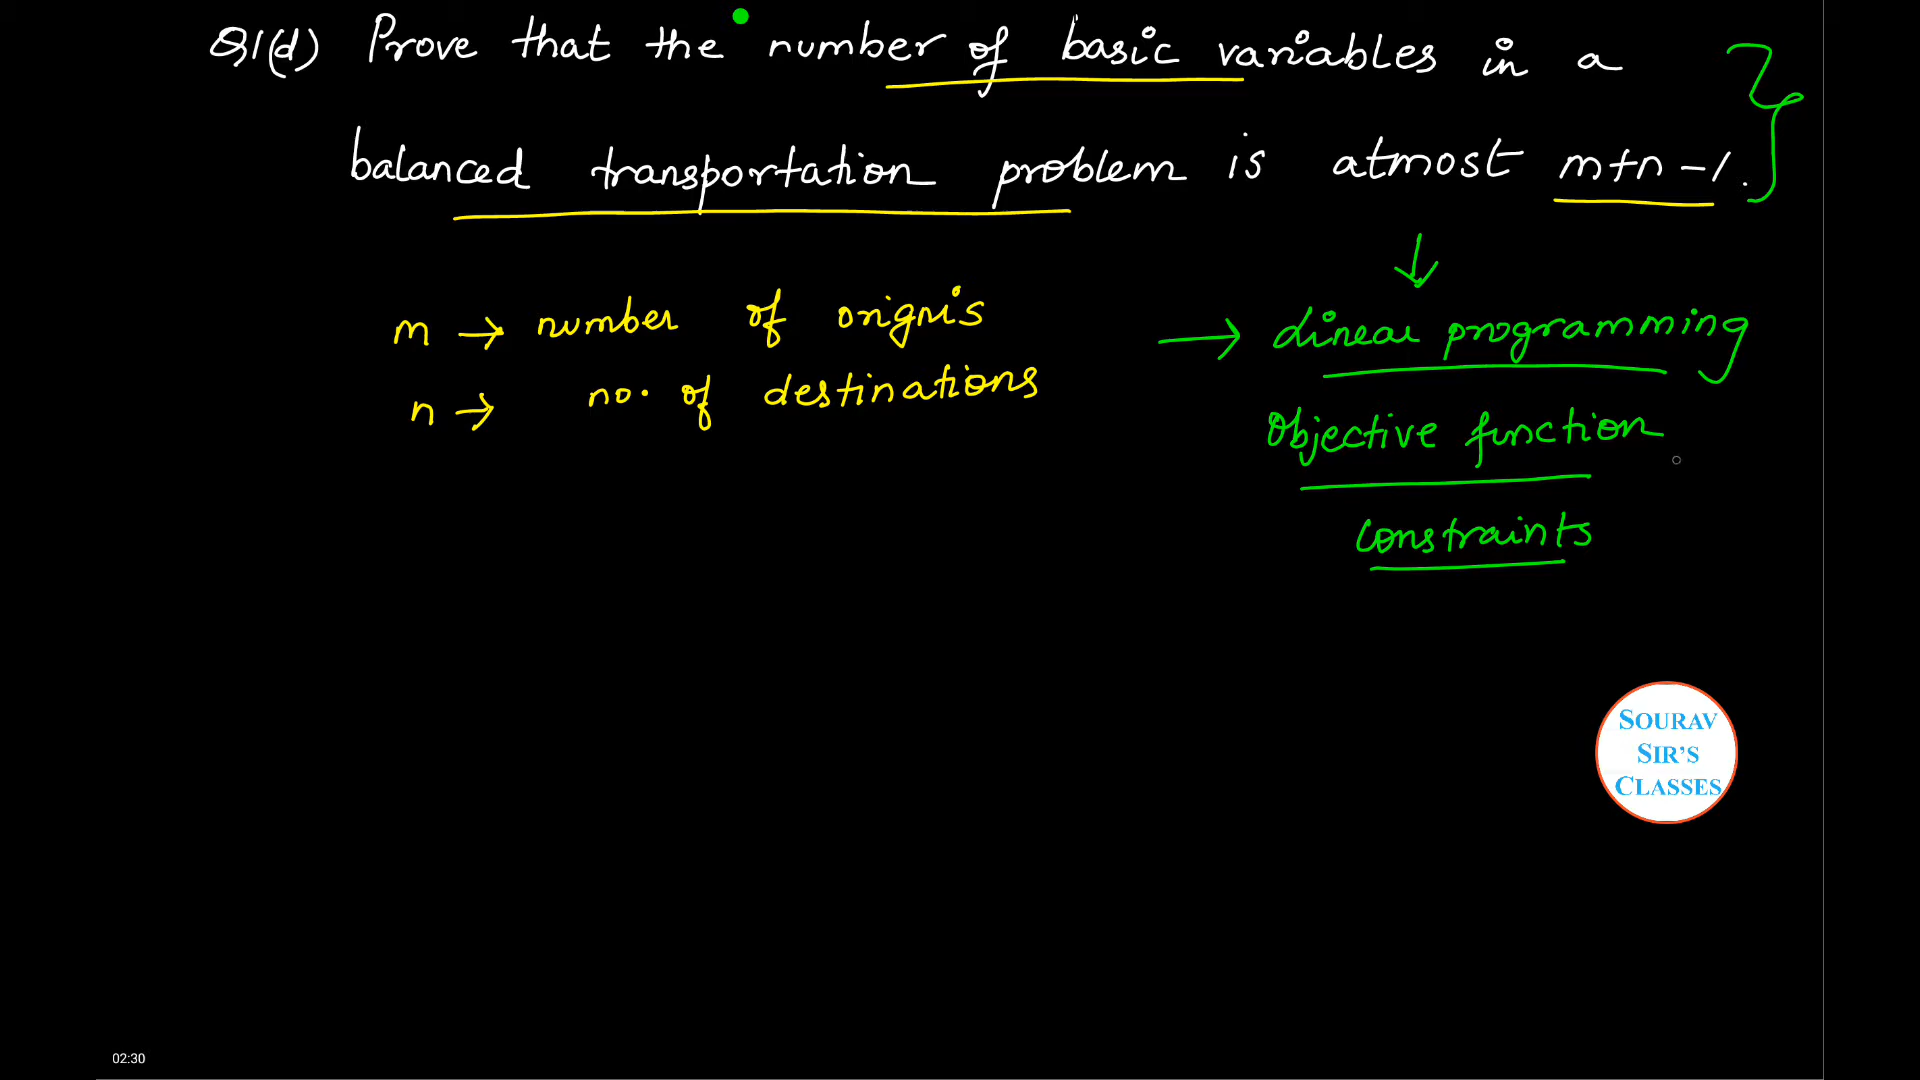 Q1(d) Prove that the number of basic variables in a
balanced transportation problem is atmost m+n-1.
m → number of origins
n → no. of destinations
→ Linear programming
Objective function
constraints
SOURAV
SIR'S
CLASSES
02:30